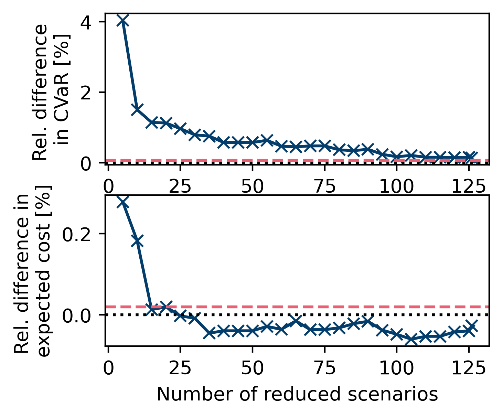 Rel. difference
in CVaR [%]
4
2
0
0 25 50 75 100 125
Rel. difference in
expected cost [%]
0.2
0.0
0 25 50 75 100 125
Number of reduced scenarios